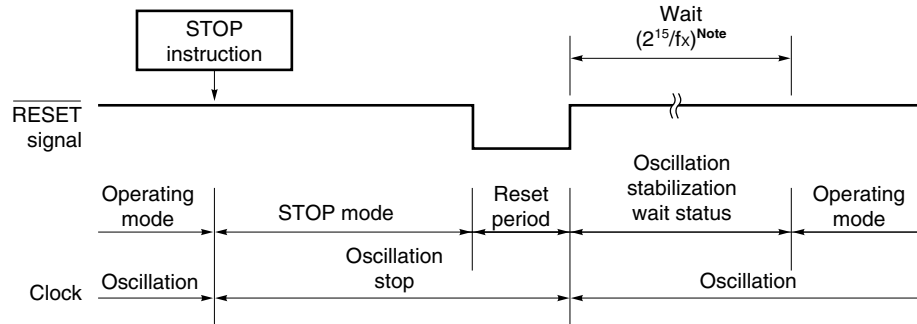 STOP
instruction
Wait
(2¹⁵/fx)ᴺᵒᵗᵉ
RESET
signal
Operating
mode
STOP mode
Reset
period
Oscillation
stabilization
wait status
Operating
mode
Clock
Oscillation
Oscillation
stop
Oscillation